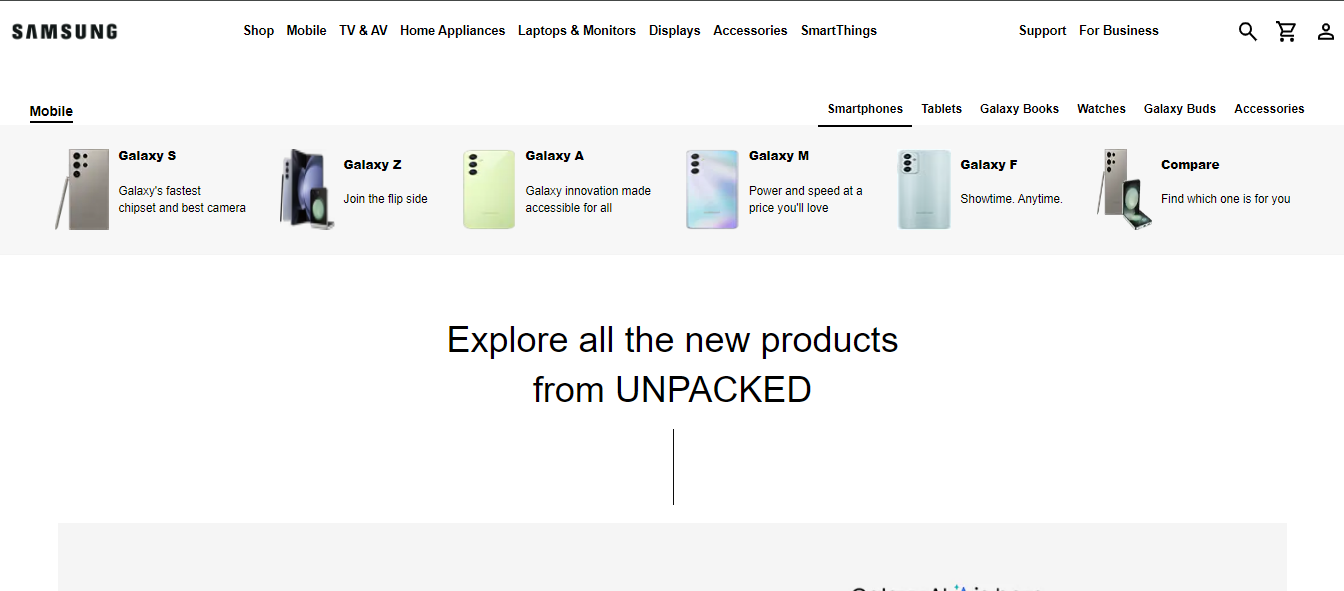 SAMSUNG
Shop Mobile TV & AV Home Appliances Laptops & Monitors Displays Accessories SmartThings Support For Business
Mobile
Smartphones Tablets Galaxy Books Watches Galaxy Buds Accessories
Galaxy S
Galaxy's fastest
chipset and best camera
Galaxy Z
Join the flip side
Galaxy A
Galaxy innovation made
accessible for all
Galaxy M
Power and speed at a
price you'll love
Galaxy F
Showtime. Anytime.
Compare
Find which one is for you
Explore all the new products
from UNPACKED